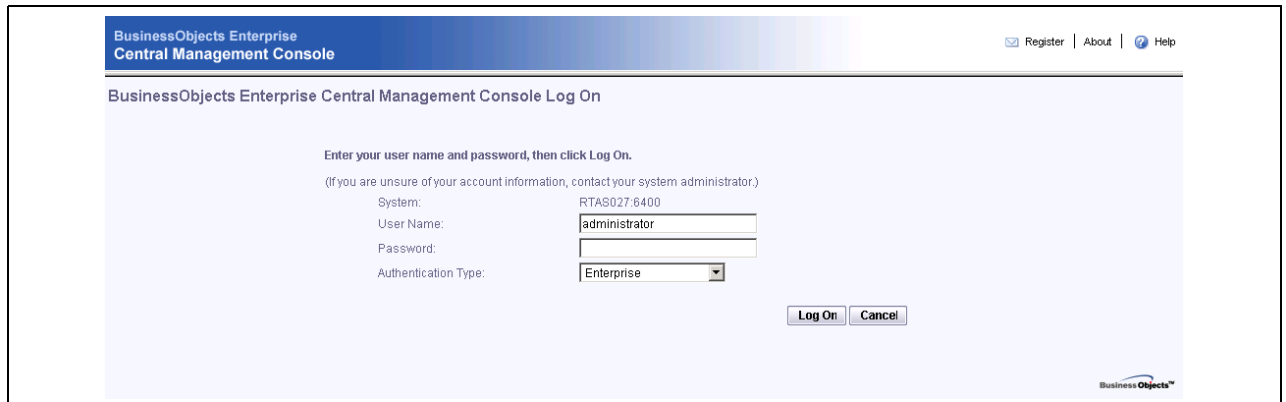 BusinessObjects Enterprise
Central Management Console
Register | About | Help
BusinessObjects Enterprise Central Management Console Log On
Enter your user name and password, then click Log On.
(If you are unsure of your account information, contact your system administrator.)
System: RTAS027:6400
User Name: administrator
Password:
Authentication Type: Enterprise
Log On Cancel
Business Objects™